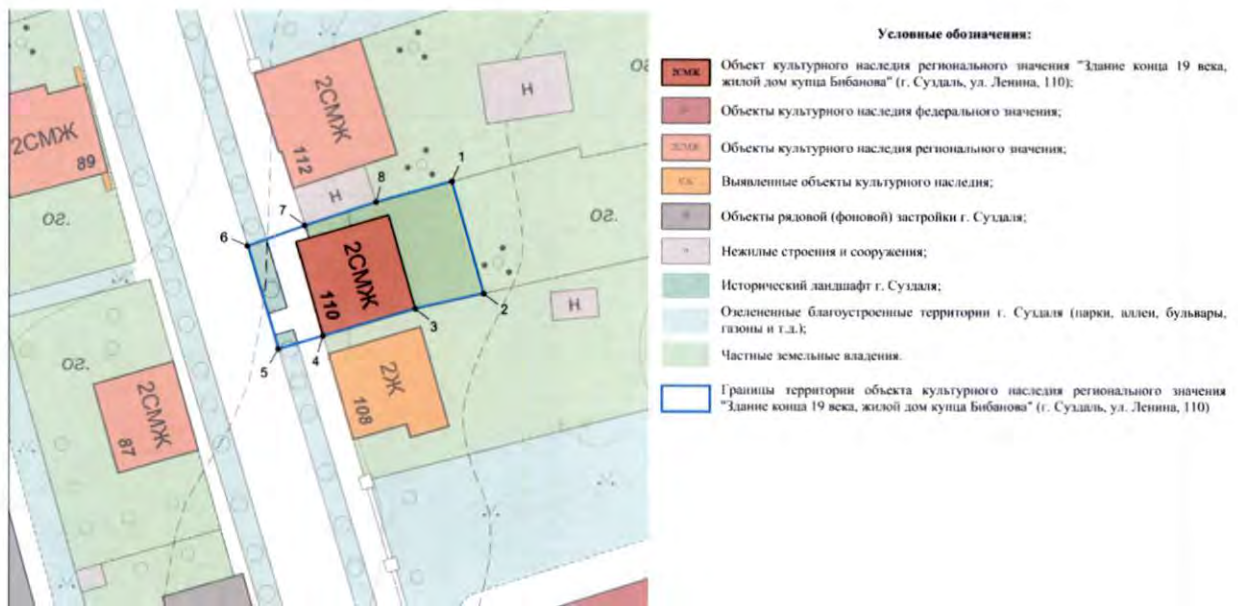 Условные обозначения:
2СМЖ
Объект культурного наследия регионального значения "Здание конца 19 века,
жилой дом купца Бибанова" (г. Суздаль, ул. Ленина, 110);
Объекты культурного наследия федерального значения;
2СМЖ
Объекты культурного наследия регионального значения;
Выявленные объекты культурного наследия;
Объекты рядовой (фоновой) застройки г. Суздаля;
Нежилые строения и сооружения;
Исторический ландшафт г. Суздаля;
Озелененные благоустроенные территории г. Суздаля (парки, аллеи, бульвары,
газоны и т.д.);
Частные земельные владения.
Границы территории объекта культурного наследия регионального значения
"Здание конца 19 века, жилой дом купца Бибанова" (г. Суздаль, ул. Ленина, 110)
2СМЖ
89
2СМЖ
112
Н
Н
ог.
ог.
1
8
7
6
2СМЖ
110
2
3
4
5
Н
ог.
2СМЖ
87
2Ж
108